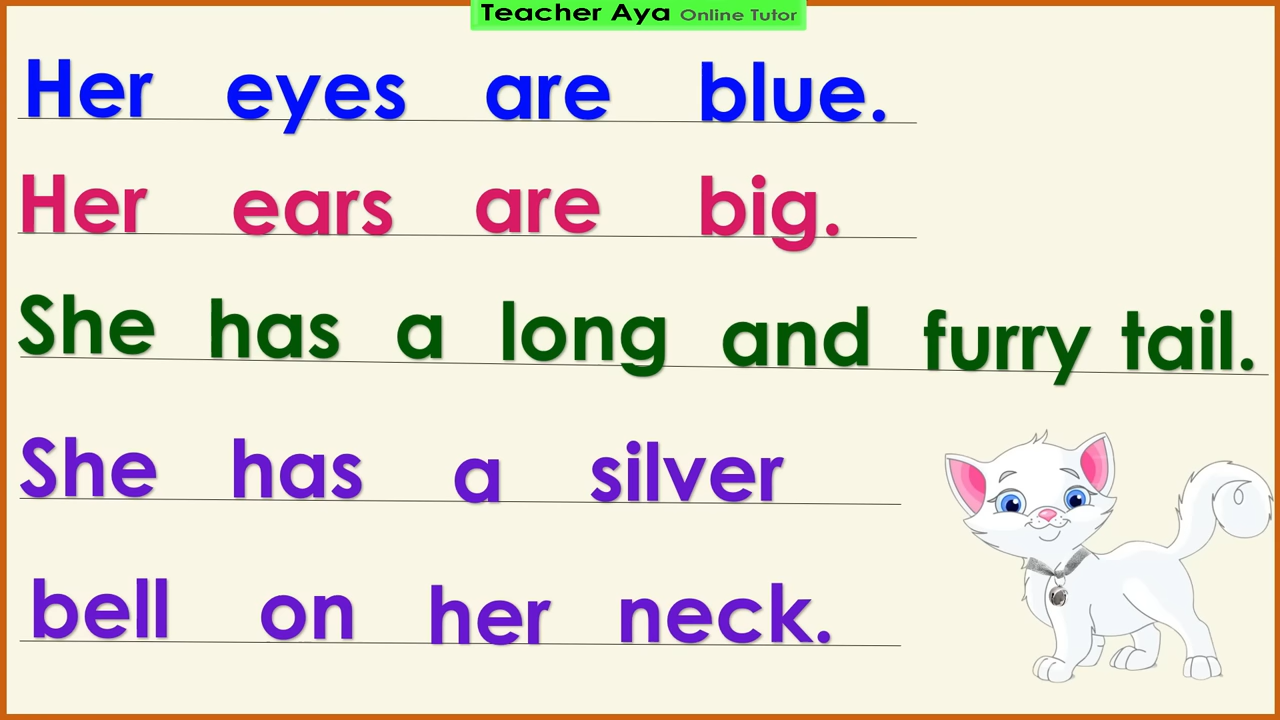 Teacher Aya Online Tutor
Her eyes are blue.
Her ears are big.
She has a long and furry tail.
She has a silver
bell on her neck.